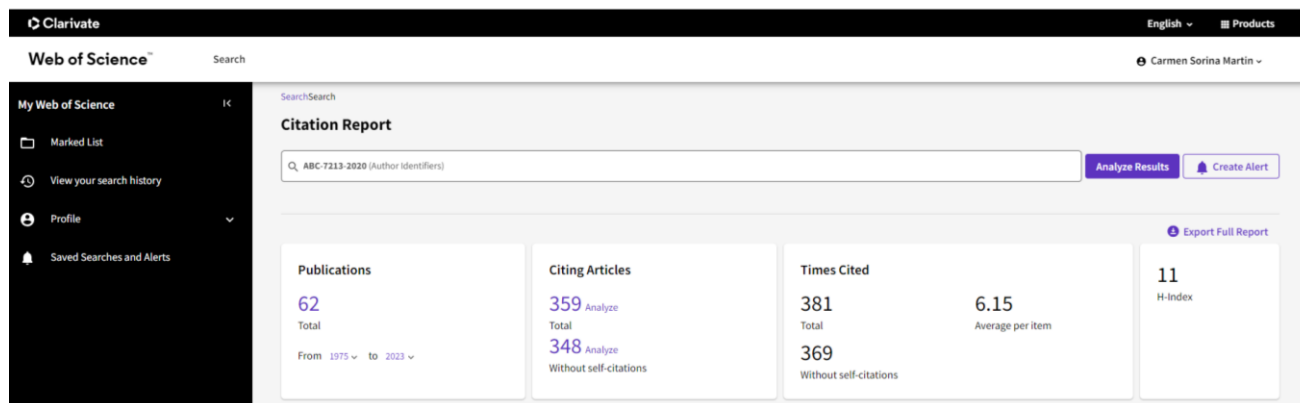 Clarivate
English
Products
Web of Science™
Search
Carmen Sorina Martin
My Web of Science
Marked List
View your search history
Profile
Saved Searches and Alerts
SearchSearch
Citation Report
ABC-7213-2020 (Author Identifiers)
Analyze Results
Create Alert
Export Full Report
Publications
62
Total
From 1975 to 2023
Citing Articles
359 Analyze
Total
348 Analyze
Without self-citations
Times Cited
381
Total
369
Without self-citations
6.15
Average per item
11
H-Index